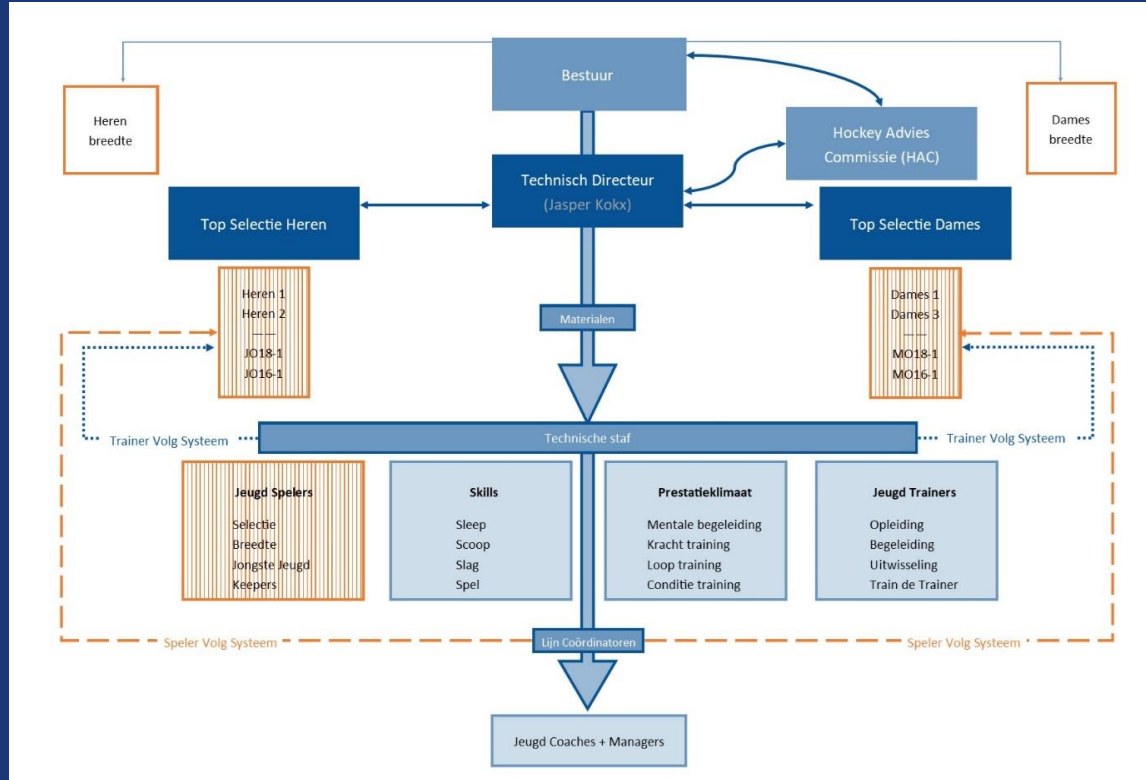 Bestuur
Heren
breedte
Dames
breedte
Hockey Advies
Commissie (HAC)
Technisch Directeur
(Jasper Kokx)
Top Selectie Heren
Top Selectie Dames
Heren 1
Heren 2
— —
JO18-1
JO16-1
Dames 1
Dames 3
— —
MO18-1
MO16-1
Materialen
Trainer Volg Systeem
Technische staf
Trainer Volg Systeem
Jeugd Spelers
Selectie
Breedte
Jongste Jeugd
Keepers
Skills
Sleep
Scoop
Slag
Spel
Prestatieklimaat
Mentale begeleiding
Kracht training
Loop training
Conditie training
Jeugd Trainers
Opleiding
Begeleiding
Uitwisseling
Train de Trainer
Speler Volg Systeem
Lijn Coördinatoren
Speler Volg Systeem
Jeugd Coaches + Managers